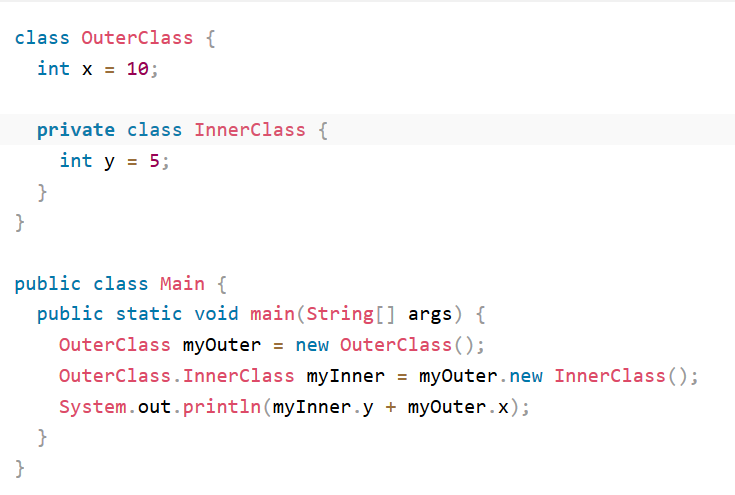 class OuterClass {
  int x = 10;

  private class InnerClass {
    int y = 5;
  }
}

public class Main {
  public static void main(String[] args) {
    OuterClass myOuter = new OuterClass();
    OuterClass.InnerClass myInner = myOuter.new InnerClass();
    System.out.println(myInner.y + myOuter.x);
  }
}